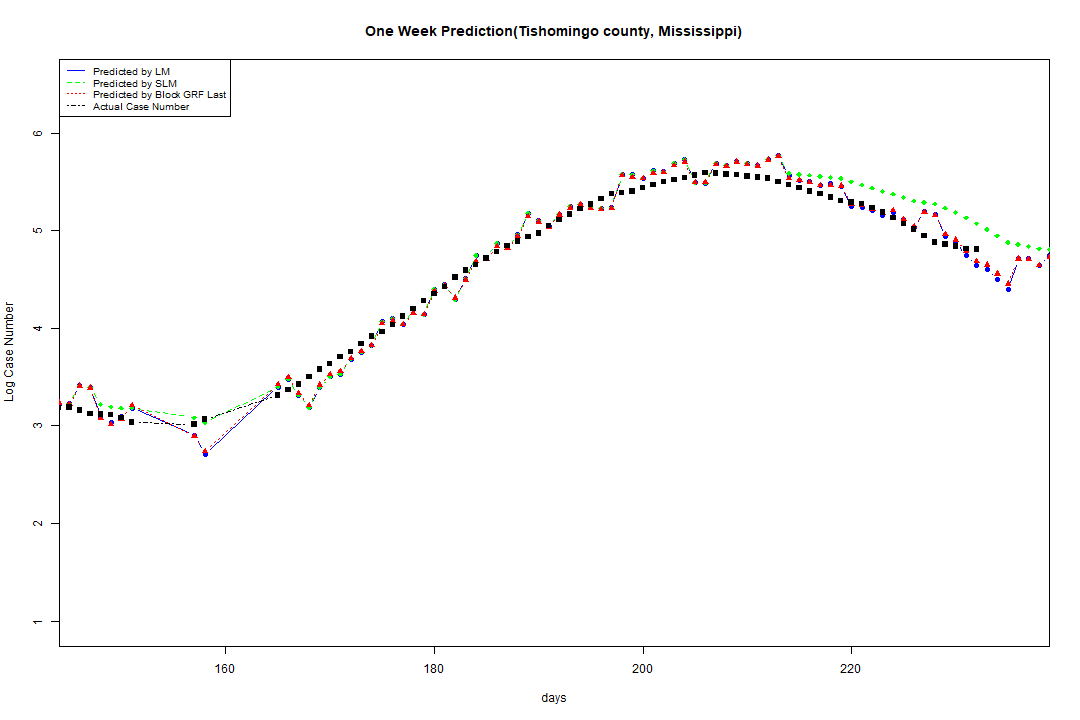 One Week Prediction(Tishomingo county, Mississippi)
Predicted by LM
Predicted by SLM
Predicted by Block GRF Last
Actual Case Number
6
5
4
3
2
1
Log Case Number
160
180
200
220
days